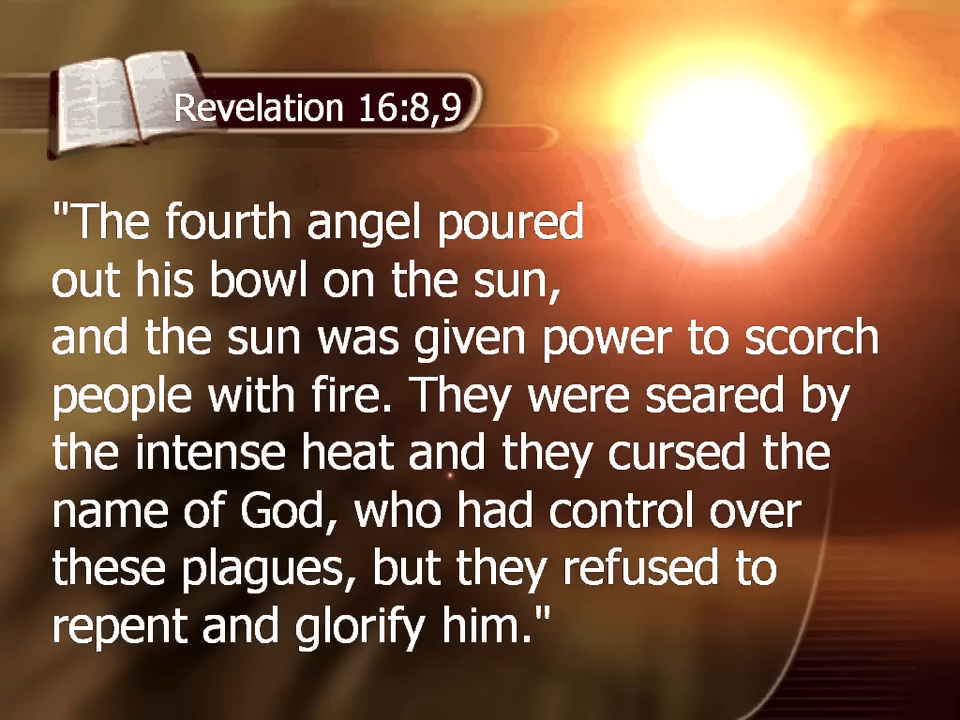 Revelation 16:8,9
"The fourth angel poured
out his bowl on the sun,
and the sun was given power to scorch
people with fire. They were seared by
the intense heat and they cursed the
name of God, who had control over
these plagues, but they refused to
repent and glorify him."